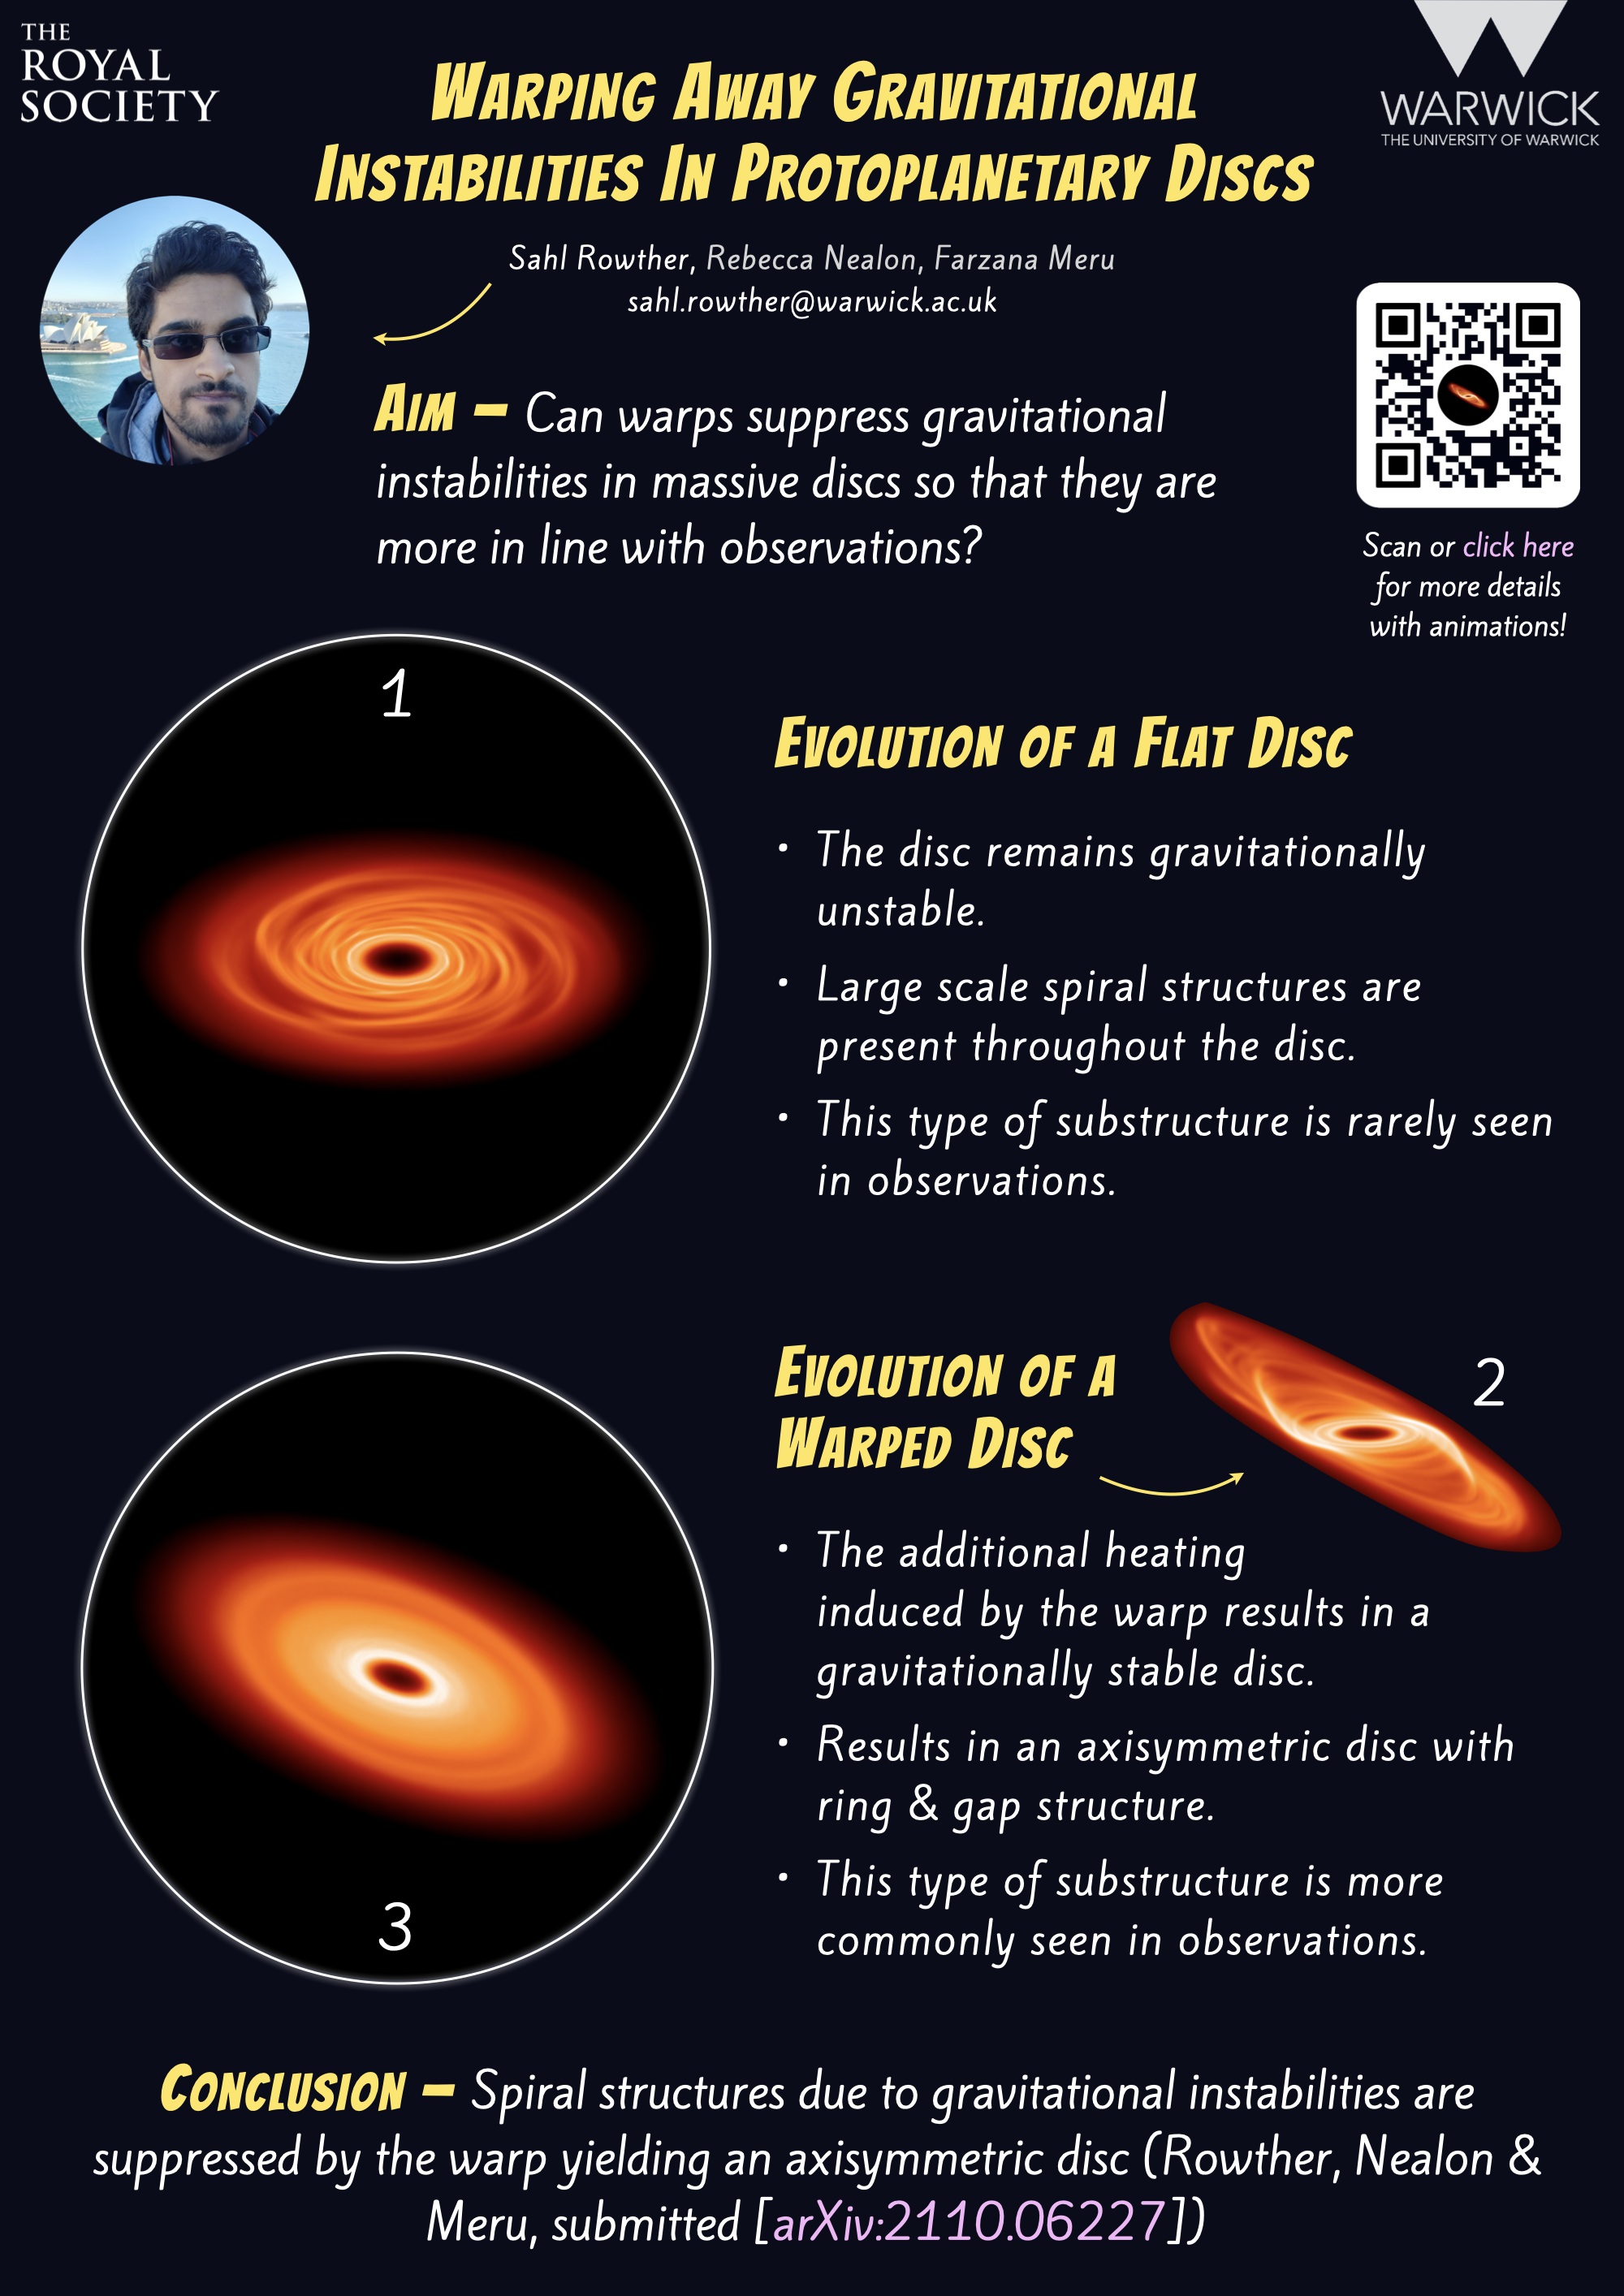 THE
ROYAL
SOCIETY
WARWICK
THE UNIVERSITY OF WARWICK
Warping Away Gravitational
Instabilities In Protoplanetary Discs
Sahl Rowther, Rebecca Nealon, Farzana Meru
sahl.rowther@warwick.ac.uk
Aim – Can warps suppress gravitational
instabilities in massive discs so that they are
more in line with observations?
Scan or click here
for more details
with animations!
1
Evolution of a Flat Disc
• The disc remains gravitationally
unstable.
• Large scale spiral structures are
present throughout the disc.
• This type of substructure is rarely seen
in observations.
Evolution of a
Warped Disc
2
• The additional heating
induced by the warp results in a
gravitationally stable disc.
• Results in an axisymmetric disc with
ring & gap structure.
• This type of substructure is more
commonly seen in observations.
3
Conclusion – Spiral structures due to gravitational instabilities are
suppressed by the warp yielding an axisymmetric disc (Rowther, Nealon &
Meru, submitted [arXiv:2110.06227])